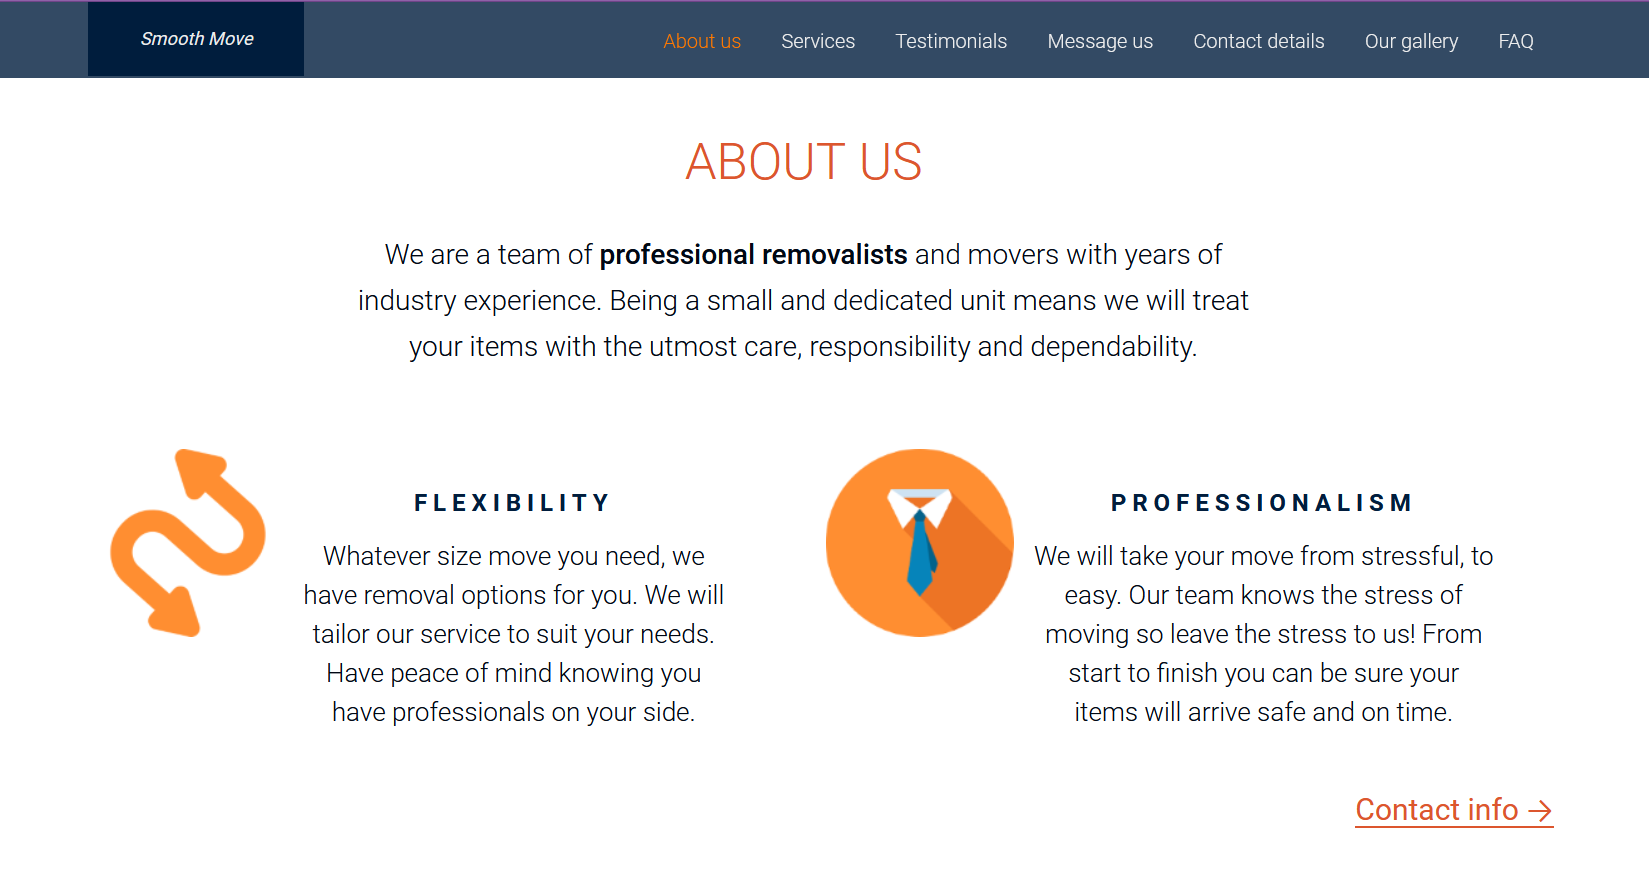 Smooth Move
About us Services Testimonials Message us Contact details Our gallery FAQ
ABOUT US
We are a team of professional removalists and movers with years of
industry experience. Being a small and dedicated unit means we will treat
your items with the utmost care, responsibility and dependability.
FLEXIBILITY
Whatever size move you need, we
have removal options for you. We will
tailor our service to suit your needs.
Have peace of mind knowing you
have professionals on your side.
PROFESSIONALISM
We will take your move from stressful, to
easy. Our team knows the stress of
moving so leave the stress to us! From
start to finish you can be sure your
items will arrive safe and on time.
Contact info →